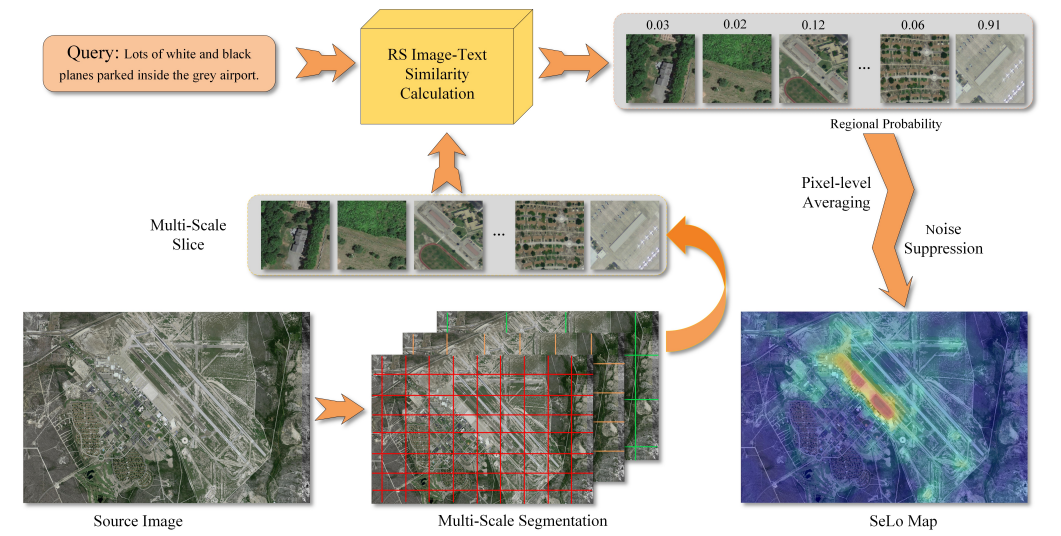 Query: Lots of white and black
planes parked inside the grey airport.
RS Image-Text
Similarity
Calculation
0.03 0.02 0.12 0.06 0.91
...
Regional Probability
Pixel-level
Averaging
Noise
Suppression
Multi-Scale
Slice
...
Source Image
Multi-Scale Segmentation
SeLo Map